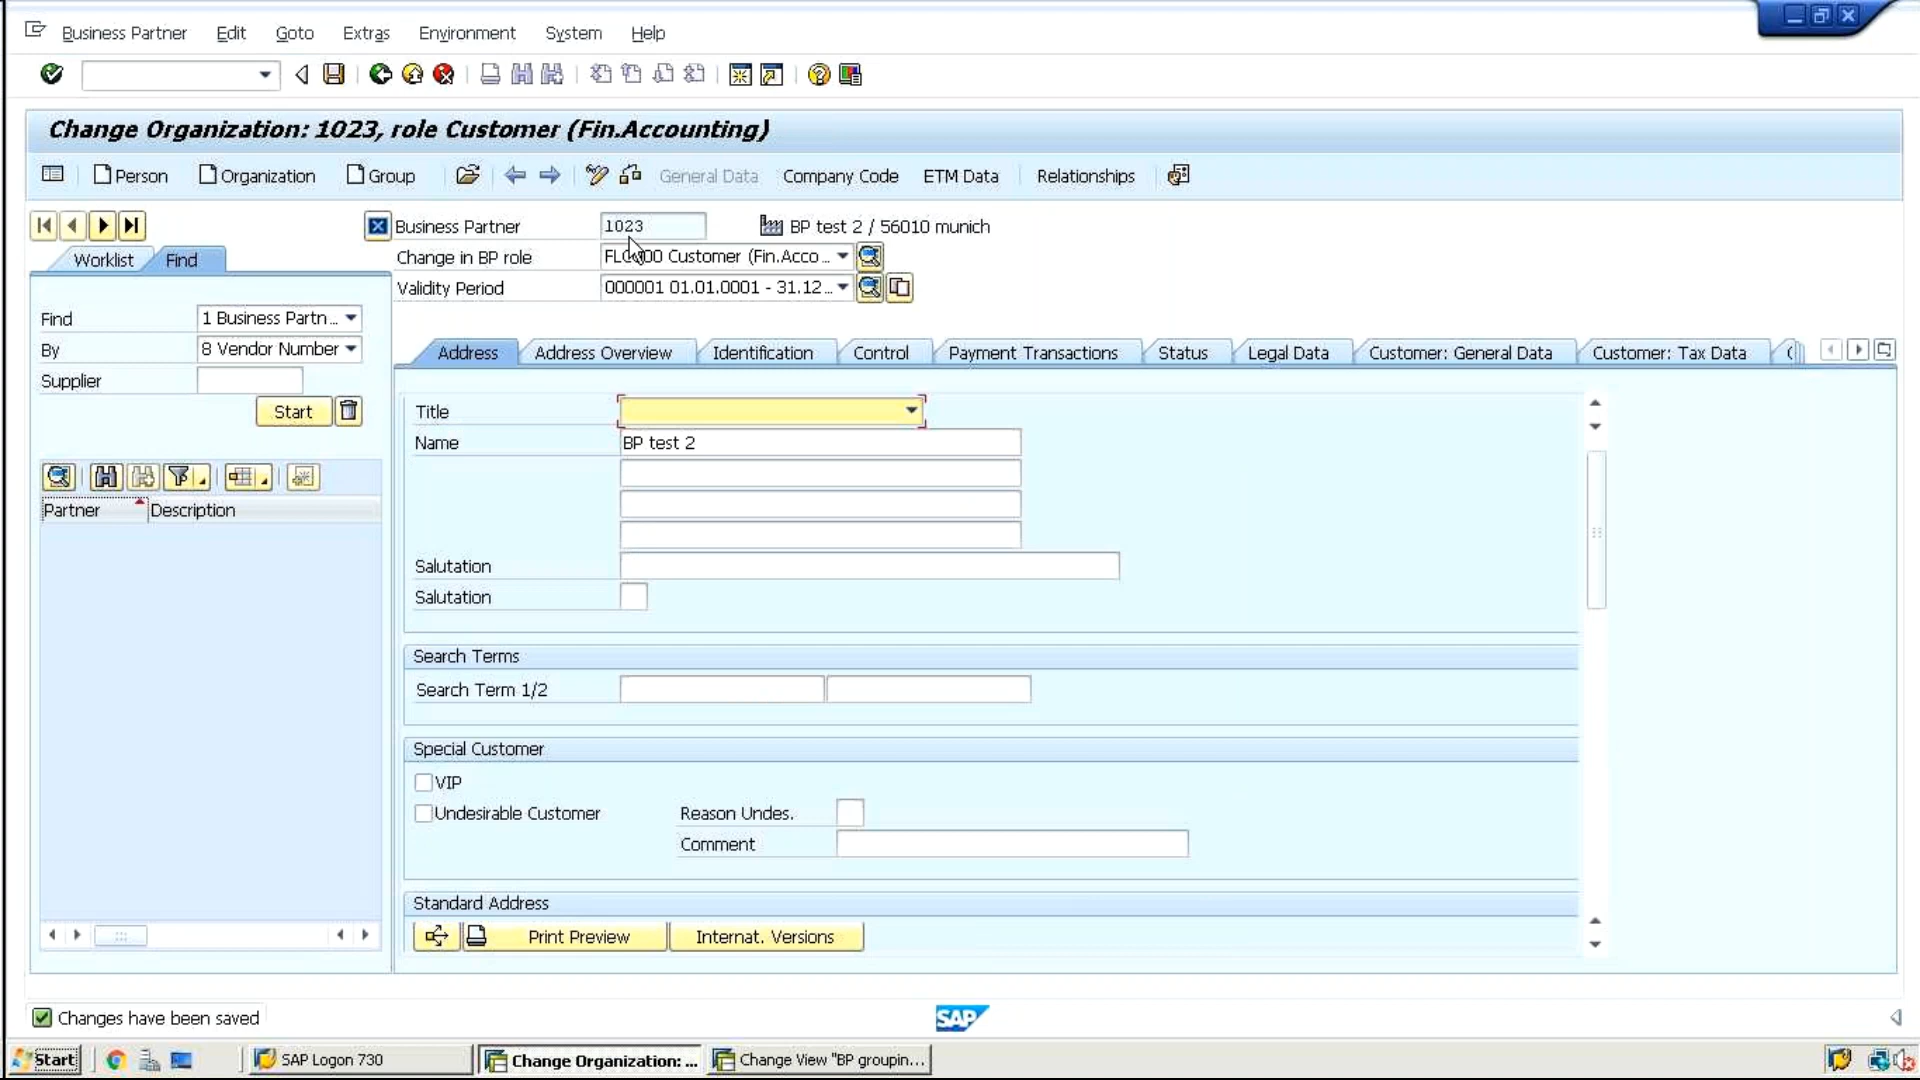 Business Partner Edit Goto Extras Environment System Help
Change Organization: 1023, role Customer (Fin.Accounting)
Person Organization Group General Data Company Code ETM Data Relationships
Business Partner 1023 BP test 2 / 56010 munich
Worklist Find
Change in BP role Customer (Fin.Acco...
Validity Period 000001 01.01.0001 - 31.12...
Find 1 Business Partn...
By 8 Vendor Number
Supplier
Start
Address Address Overview Identification Control Payment Transactions Status Legal Data Customer: General Data Customer: Tax Data
Title
Name BP test 2
Partner Description
Salutation
Salutation
Search Terms
Search Term 1/2
Special Customer
VIP
Undesirable Customer Reason Undes.
Comment
Standard Address
Print Preview Internat. Versions
Changes have been saved
SAP
Start SAP Logon 730 Change Organization: ... Change View "BP groupin...